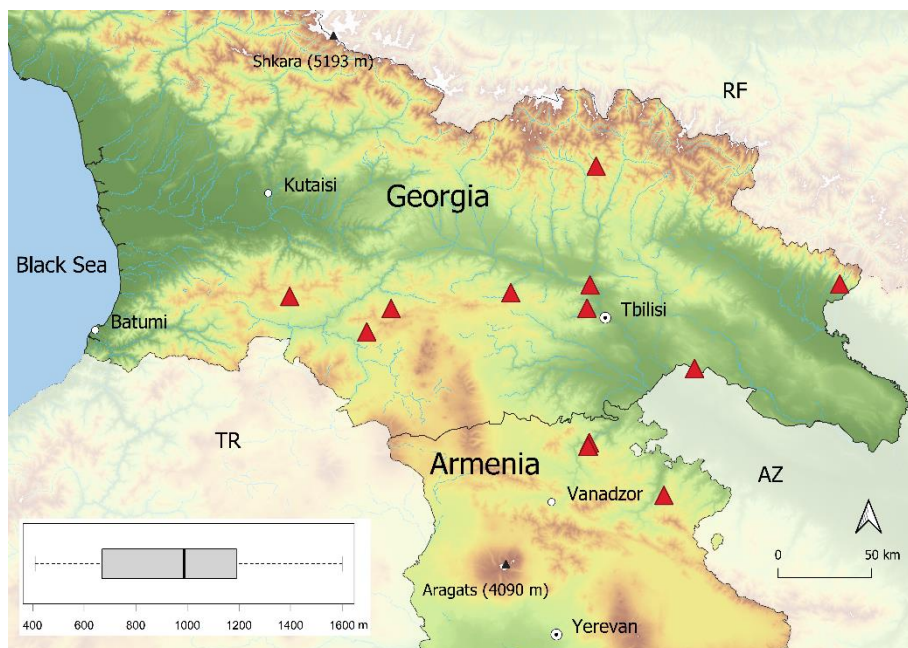 Shkara (5193 m)
RF
Kutaisi
Georgia
Black Sea
Tbilisi
Batumi
TR
Armenia
AZ
Vanadzor
0 50 km
Aragats (4090 m)
400 600 800 1000 1200 1400 1600 m
Yerevan